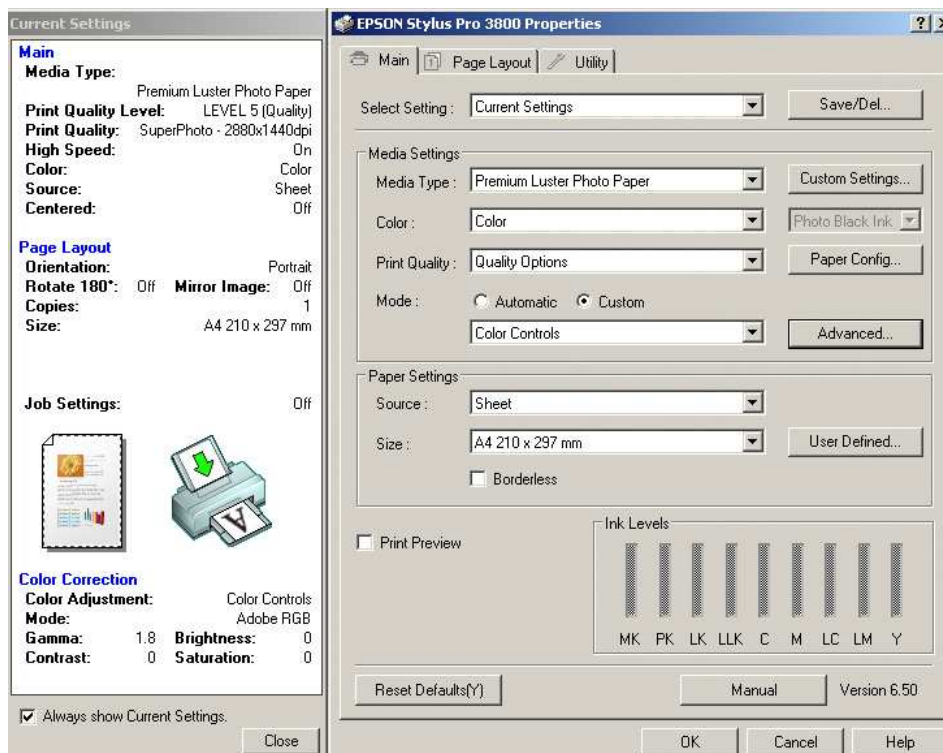 Current Settings
Main
Media Type:
Premium Luster Photo Paper
Print Quality Level: LEVEL 5 (Quality)
Print Quality: SuperPhoto - 2880x1440dpi
High Speed: On
Color: Color
Source: Sheet
Centered: Off
Page Layout
Orientation: Portrait
Rotate 180°: Off Mirror Image: Off
Copies: 1
Size: A4 210 x 297 mm
Job Settings: Off
A
Color Correction
Color Adjustment: Color Controls
Mode: Adobe RGB
Gamma: 1.8 Brightness: 0
Contrast: 0 Saturation: 0
Always show Current Settings.
Close
EPSON Stylus Pro 3800 Properties
Main Page Layout Utility
Select Setting : Current Settings Save/Del...
Media Settings
Media Type : Premium Luster Photo Paper Custom Settings...
Color : Color Photo Black Ink
Print Quality : Quality Options Paper Config...
Mode : Automatic Custom
Color Controls Advanced...
Paper Settings
Source : Sheet
Size : A4 210 x 297 mm User Defined...
Borderless
Print Preview
Ink Levels
MK PK LK LLK C M LC LM Y
Reset Defaults(Y) Manual Version 6.50
OK Cancel Help